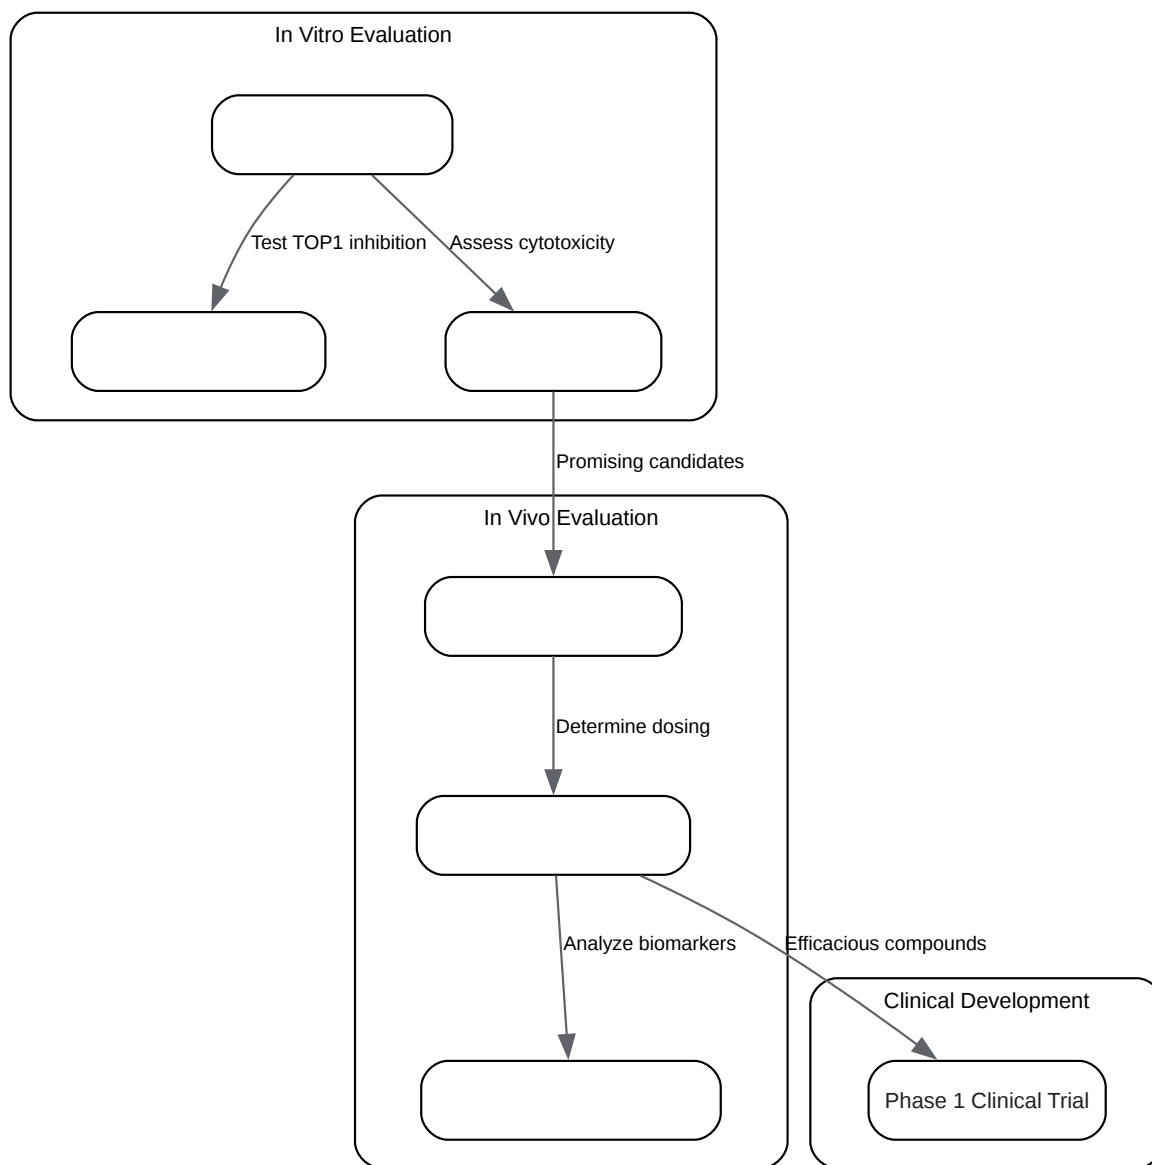 In Vitro Evaluation
Test TOP1 inhibition
Assess cytotoxicity
Promising candidates
In Vivo Evaluation
Determine dosing
Analyze biomarkers
Efficacious compounds
Clinical Development
Phase 1 Clinical Trial